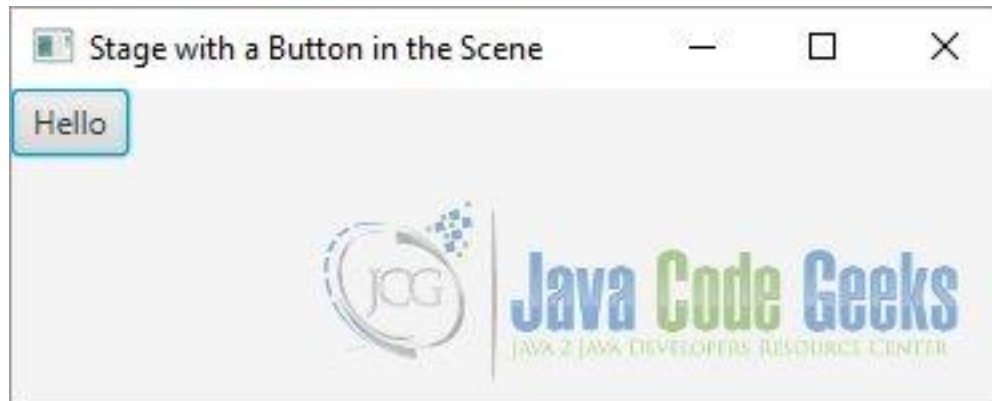 Stage with a Button in the Scene
Hello
JCG
Java Code Geeks
JAVA 2 JAVA DEVELOPERS RESOURCE CENTER